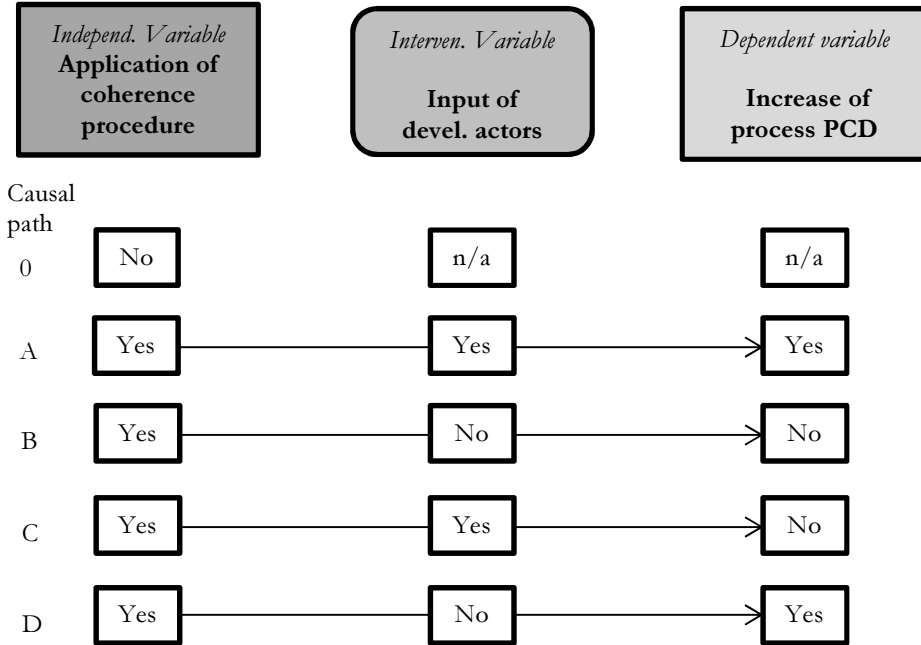 Independ. Variable
Application of
coherence
procedure
Interven. Variable
Input of
devel. actors
Dependent variable
Increase of
process PCD
Causal
path
0 No n/a n/a
A Yes Yes Yes
B Yes No No
C Yes Yes No
D Yes No Yes